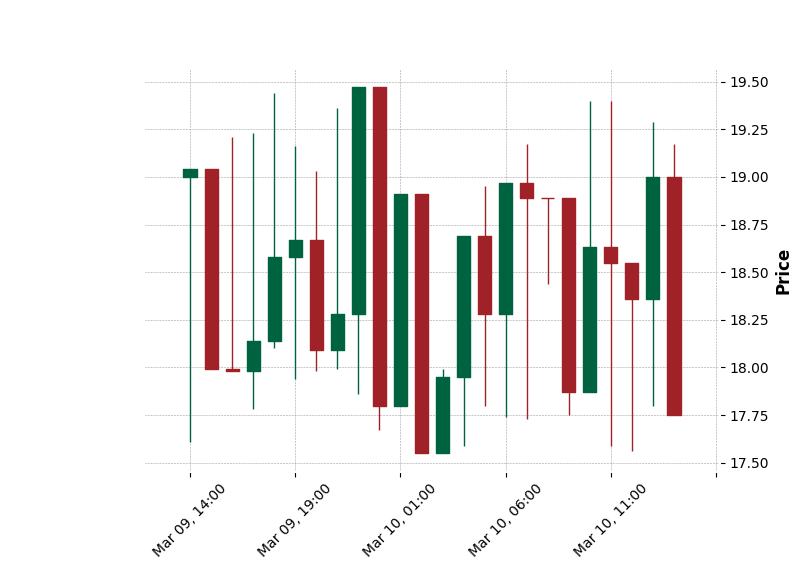 19.50
19.25
19.00
18.75
18.50
18.25
18.00
17.75
17.50
Price
Mar 09, 14:00
Mar 09, 19:00
Mar 10, 01:00
Mar 10, 06:00
Mar 10, 11:00